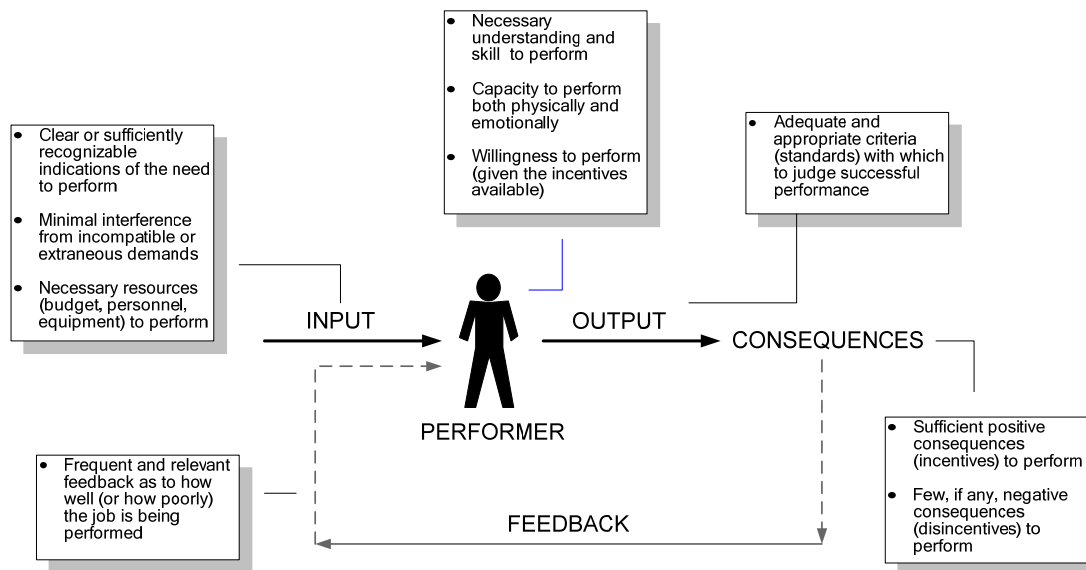 Necessary
understanding and
skill to perform
Capacity to perform
both physically and
emotionally
Willingness to perform
(given the incentives
available)
Adequate and
appropriate criteria
(standards) with which
to judge successful
performance
Clear or sufficiently
recognizable
indications of the need
to perform
Minimal interference
from incompatible or
extraneous demands
Necessary resources
(budget, personnel,
equipment) to perform
INPUT
OUTPUT
CONSEQUENCES
PERFORMER
Sufficient positive
consequences
(incentives) to perform
Few, if any, negative
consequences
(disincentives) to
perform
Frequent and relevant
feedback as to how
well (or how poorly)
the job is being
performed
FEEDBACK